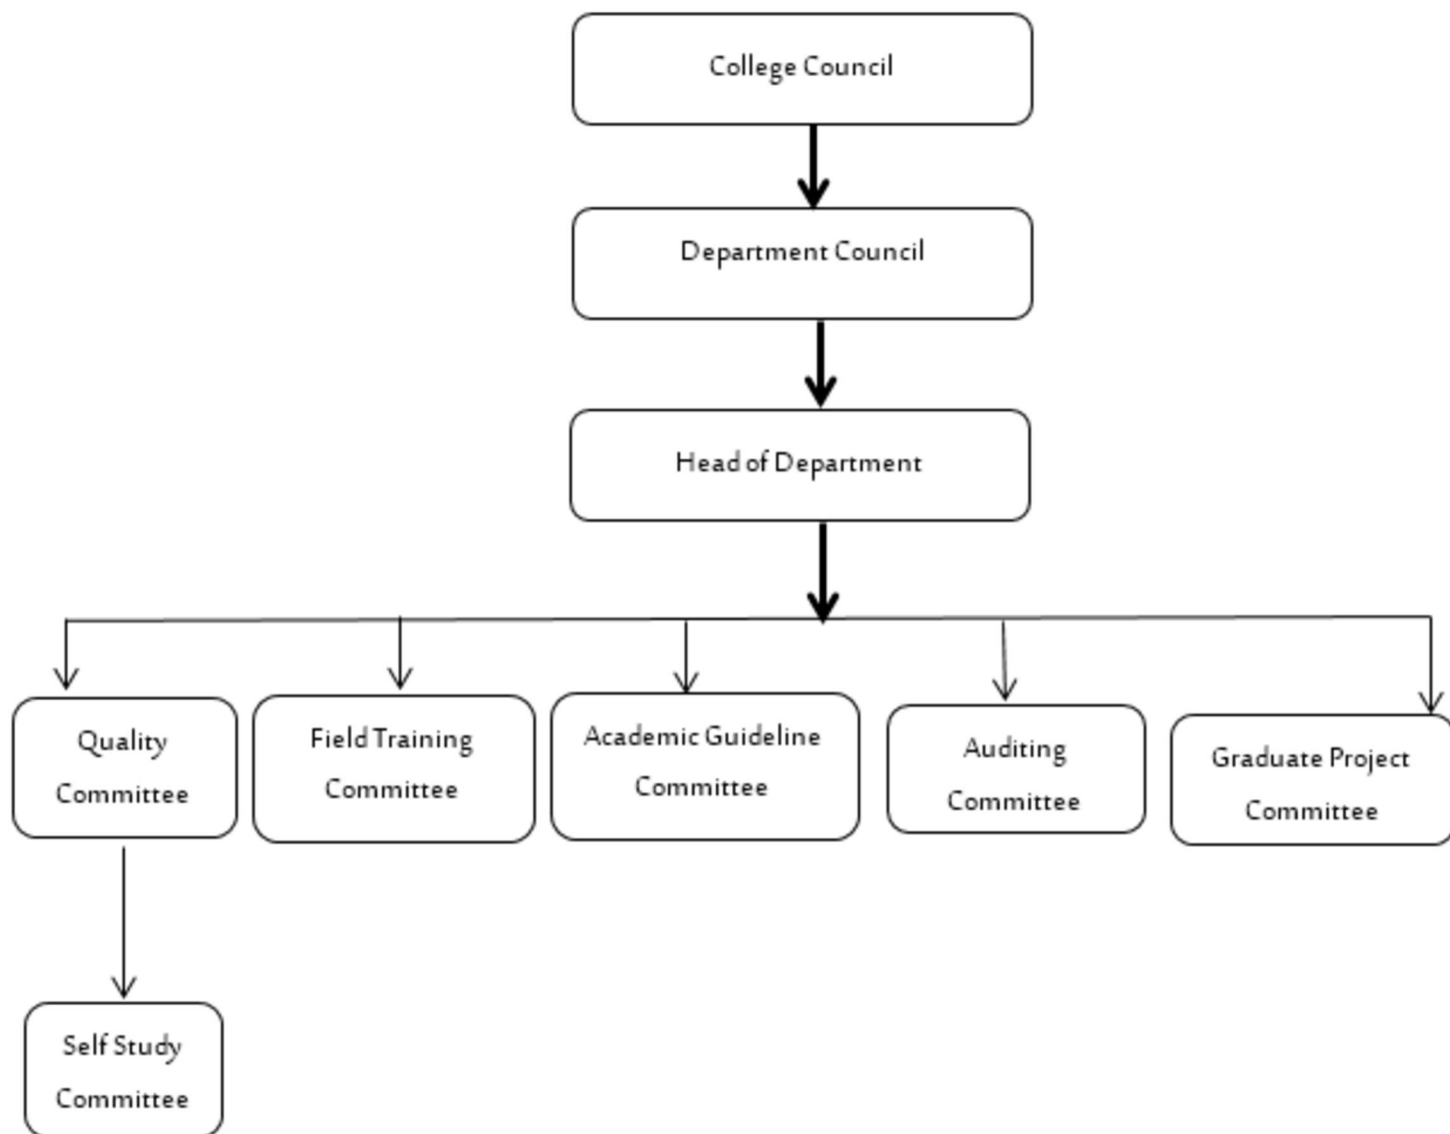 College Council
Department Council
Head of Department
Quality
Committee
Field Training
Committee
Academic Guideline
Committee
Auditing
Committee
Graduate Project
Committee
Self Study
Committee